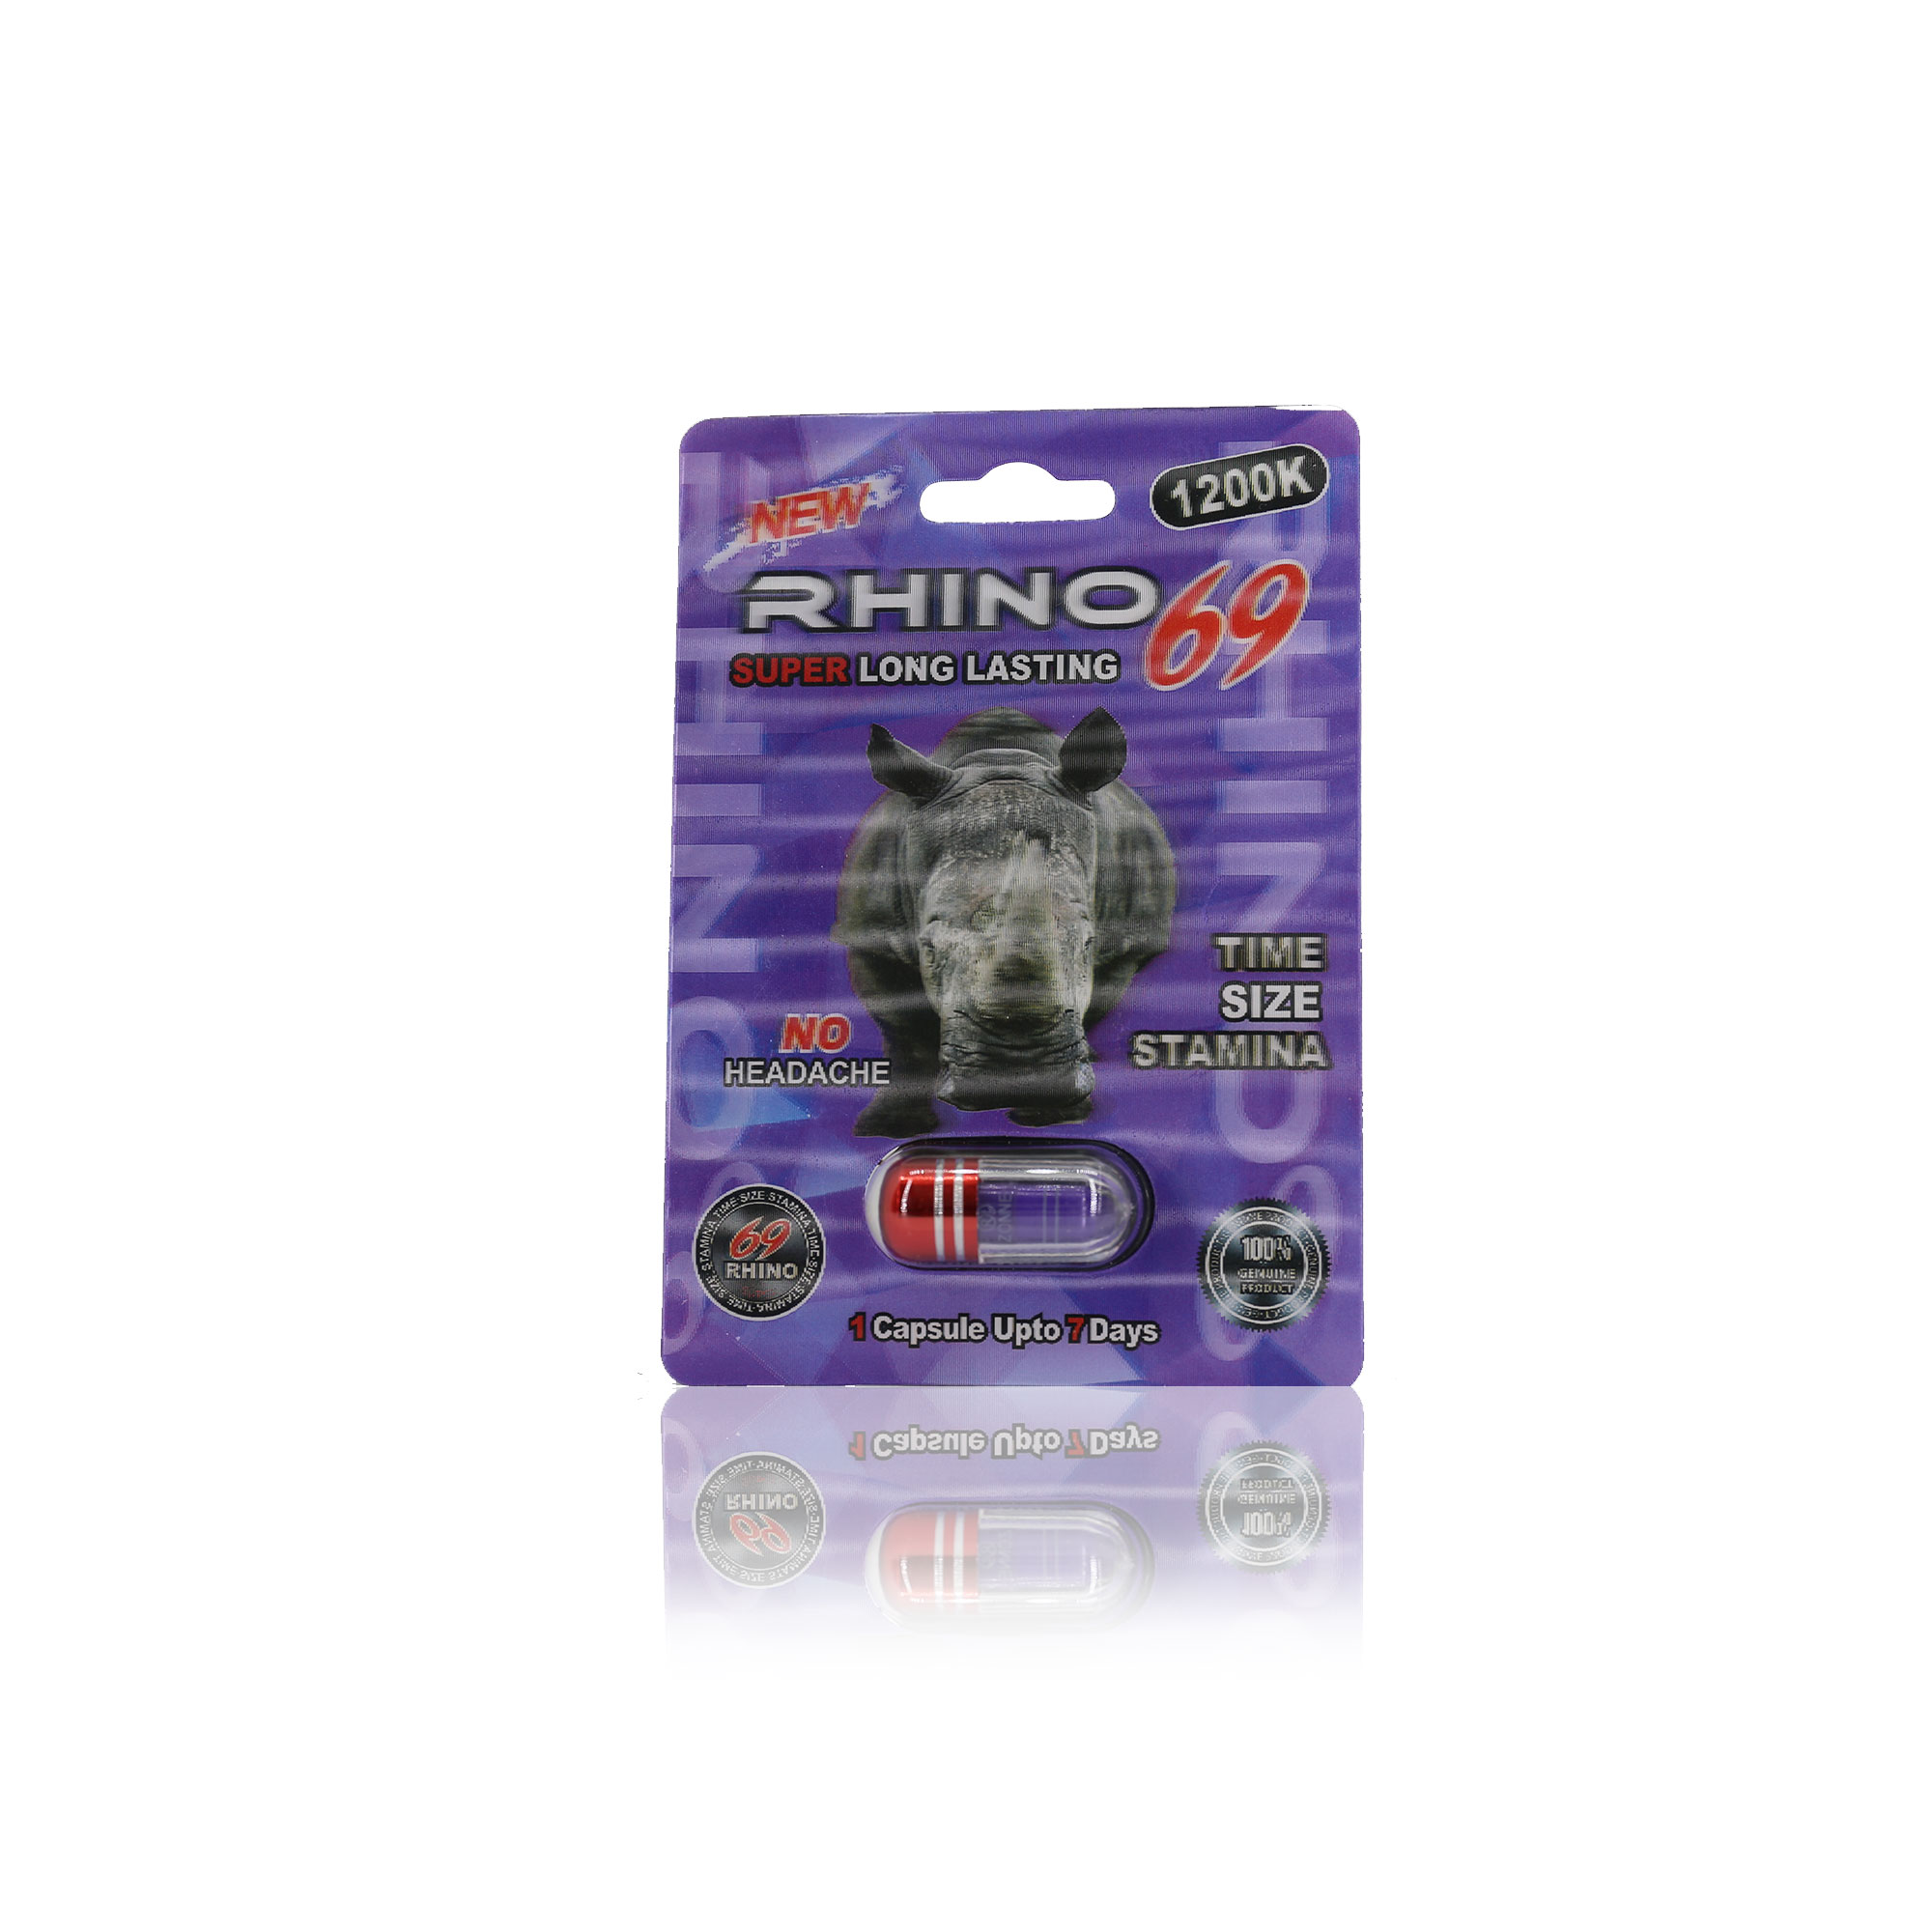 NEW
1200K
RHINO 69
SUPER LONG LASTING
TIME
SIZE
STAMINA
NO
HEADACHE
69
RHINO
100%
GENUINE
PRODUCT
1 Capsule Upto 7 Days